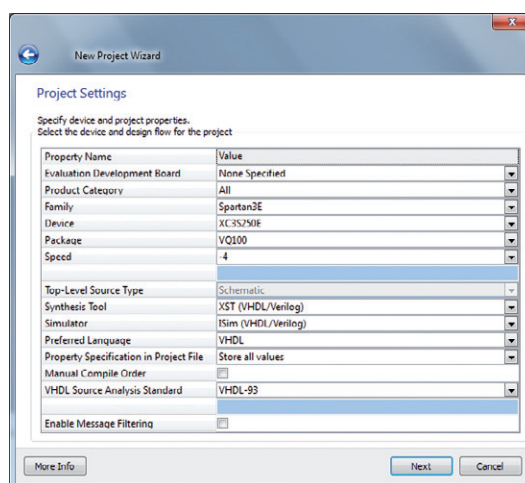 New Project Wizard
Project Settings
Specify device and project properties.
Select the device and design flow for the project
Property Name Value
Evaluation Development Board None Specified
Product Category All
Family Spartan3E
Device XC3S250E
Package VQ100
Speed -4
Top-Level Source Type Schematic
Synthesis Tool XST (VHDL/Verilog)
Simulator ISim (VHDL/Verilog)
Preferred Language VHDL
Property Specification in Project File Store all values
Manual Compile Order
VHDL Source Analysis Standard VHDL-93
Enable Message Filtering
More Info Next Cancel